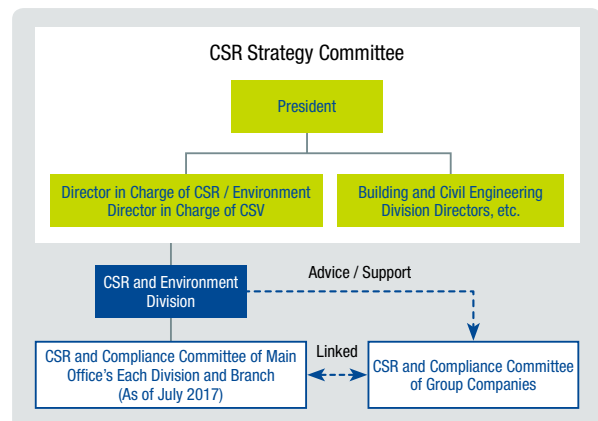 CSR Strategy Committee
President
Director in Charge of CSR / Environment
Director in Charge of CSV
Building and Civil Engineering
Division Directors, etc.
CSR and Environment
Division
Advice / Support
CSR and Compliance Committee of Main
Office's Each Division and Branch
(As of July 2017)
Linked
CSR and Compliance Committee
of Group Companies